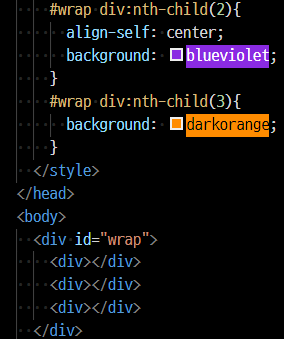 #wrap div:nth-child(2){
align-self: center;
background: blueviolet;
}
#wrap div:nth-child(3){
background: darkorange;
}
</style>
</head>
<body>
<div id="wrap">
<div></div>
<div></div>
<div></div>
</div>